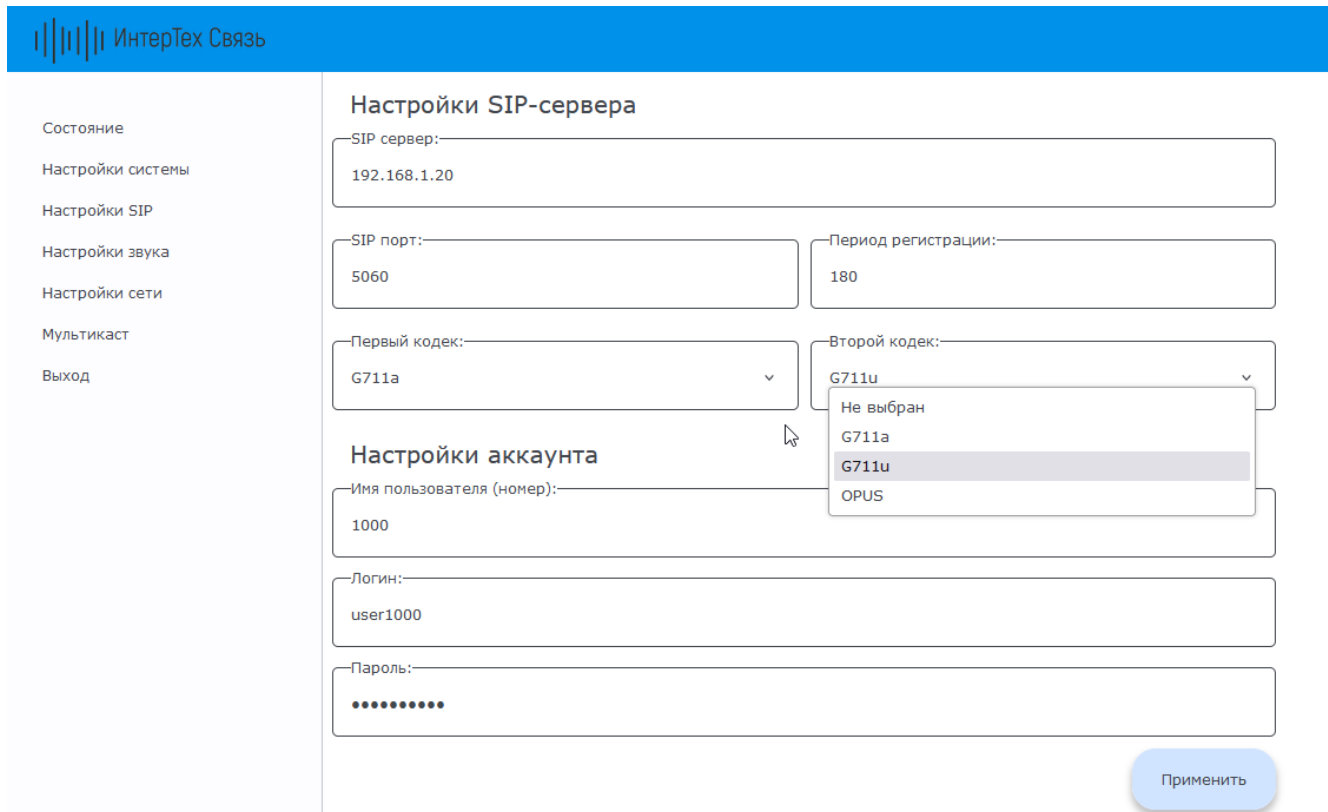 ИнтерТех Связь
Состояние
Настройки системы
Настройки SIP
Настройки звука
Настройки сети
Мультикаст
Выход
Настройки SIP-сервера
SIP сервер:
192.168.1.20
SIP порт:
5060
Период регистрации:
180
Первый кодек:
G711a
Второй кодек:
G711u
Не выбран
G711a
G711u
OPUS
Настройки аккаунта
Имя пользователя (номер):
1000
Логин:
user1000
Пароль:
••••••••••
Применить